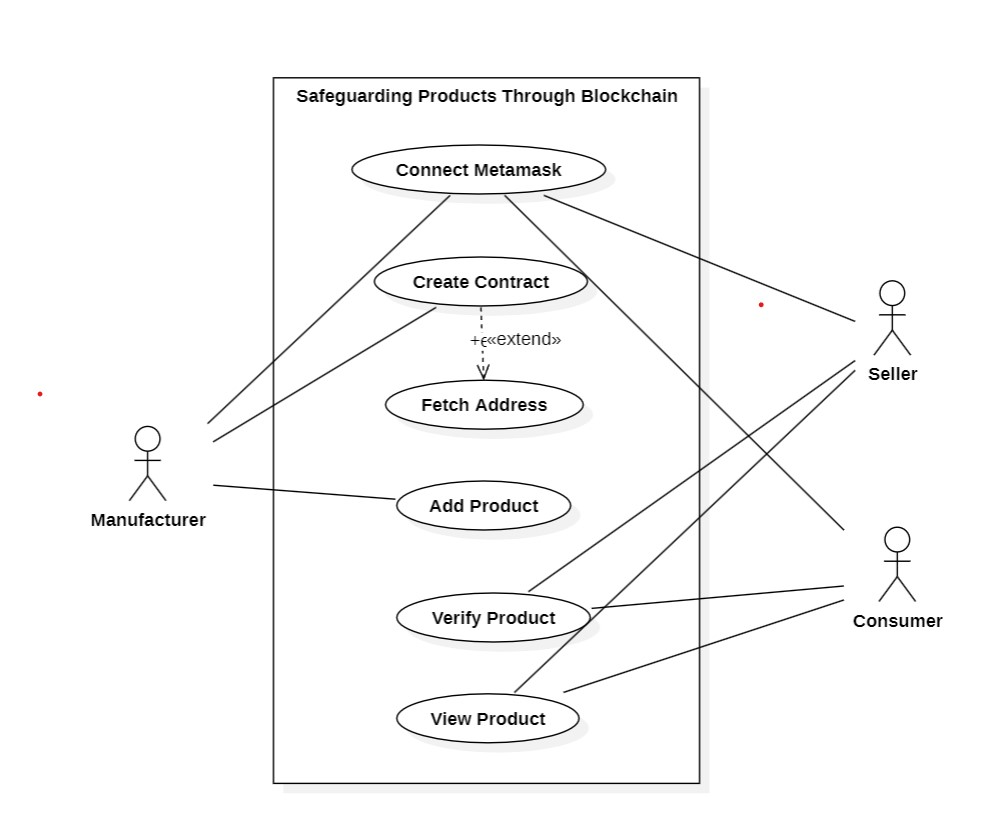 Safeguarding Products Through Blockchain
Connect Metamask
Create Contract
«extend»
Seller
Fetch Address
Add Product
Manufacturer
Verify Product
Consumer
View Product